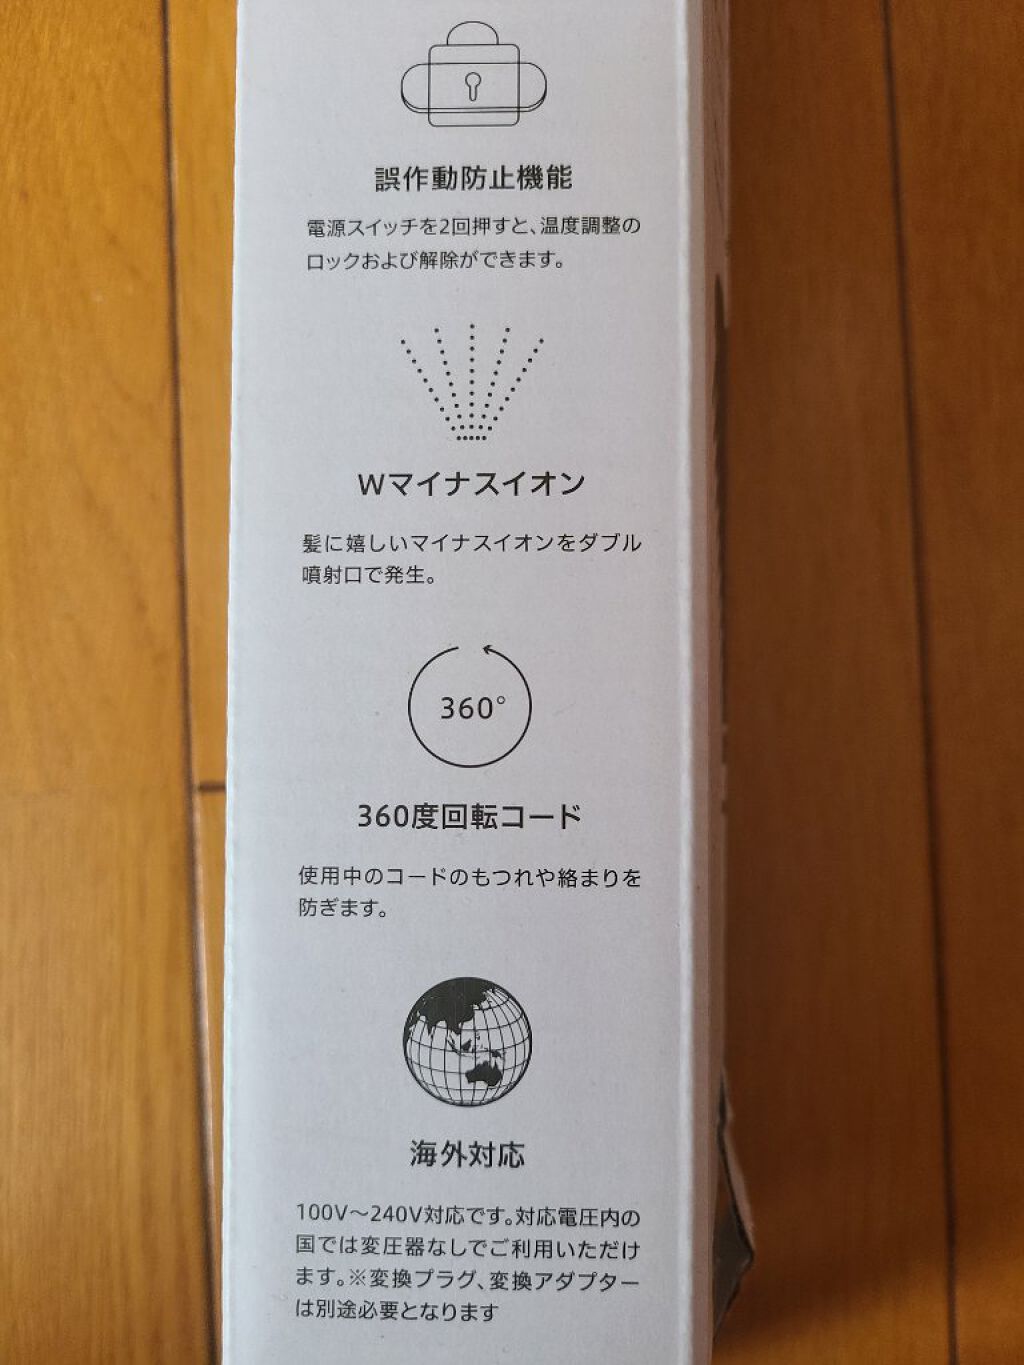 誤作動防止機能
電源スイッチを2回押すと、温度調整の
ロックおよび解除ができます。
Wマイナスイオン
髪に嬉しいマイナスイオンをダブル
噴射口で発生。
360°
360度回転コード
使用中のコードのもつれや絡まりを
防ぎます。
海外対応
100V～240V対応です。対応電圧内の
国では変圧器なしでご利用いただけ
ます。※変換プラグ、変換アダプター
は別途必要となります